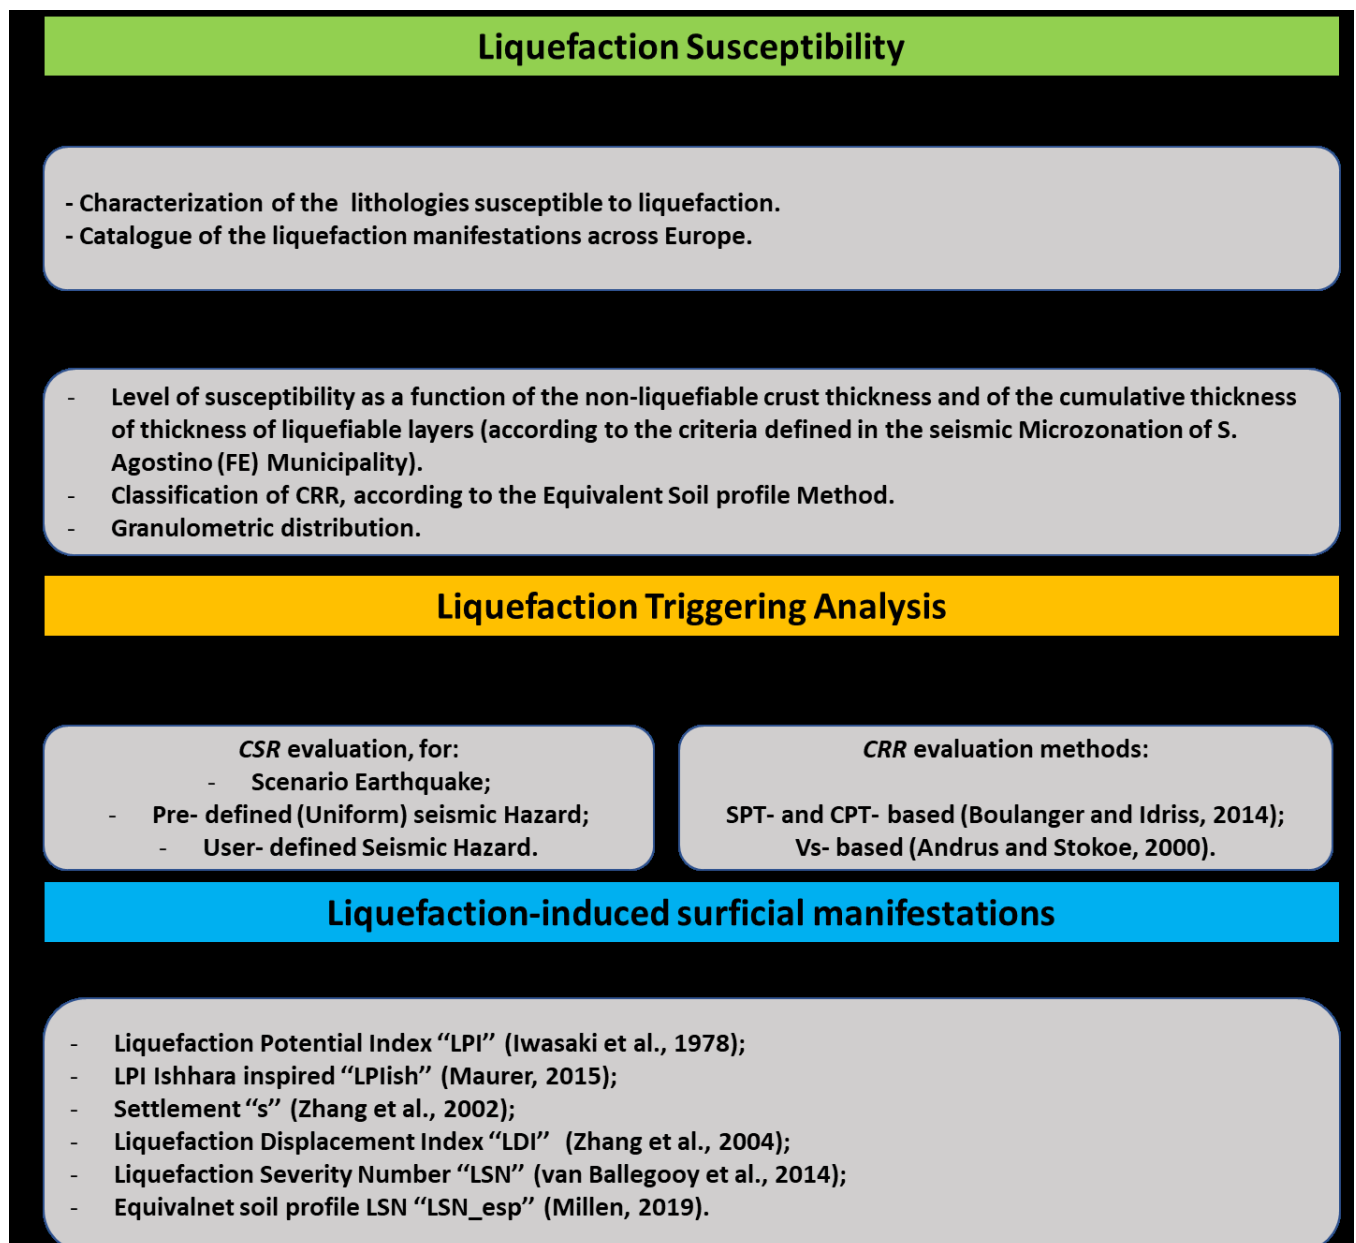 Liquefaction Susceptibility
- Characterization of the lithologies susceptible to liquefaction.
- Catalogue of the liquefaction manifestations across Europe.
- Level of susceptibility as a function of the non-liquefiable crust thickness and of the cumulative thickness
of thickness of liquefiable layers (according to the criteria defined in the seismic Microzonation of S.
Agostino (FE) Municipality).
- Classification of CRR, according to the Equivalent Soil profile Method.
- Granulometric distribution.
Liquefaction Triggering Analysis
CSR evaluation, for:
- Scenario Earthquake;
- Pre- defined (Uniform) seismic Hazard;
- User- defined Seismic Hazard.
CRR evaluation methods:
SPT- and CPT- based (Boulanger and Idriss, 2014);
Vs- based (Andrus and Stokoe, 2000).
Liquefaction-induced surficial manifestations
- Liquefaction Potential Index “LPI” (Iwasaki et al., 1978);
- LPI Ishhara inspired “LPIish” (Maurer, 2015);
- Settlement “s” (Zhang et al., 2002);
- Liquefaction Displacement Index “LDI” (Zhang et al., 2004);
- Liquefaction Severity Number “LSN” (van Ballegooy et al., 2014);
- Equivalnet soil profile LSN “LSN_esp” (Millen, 2019).